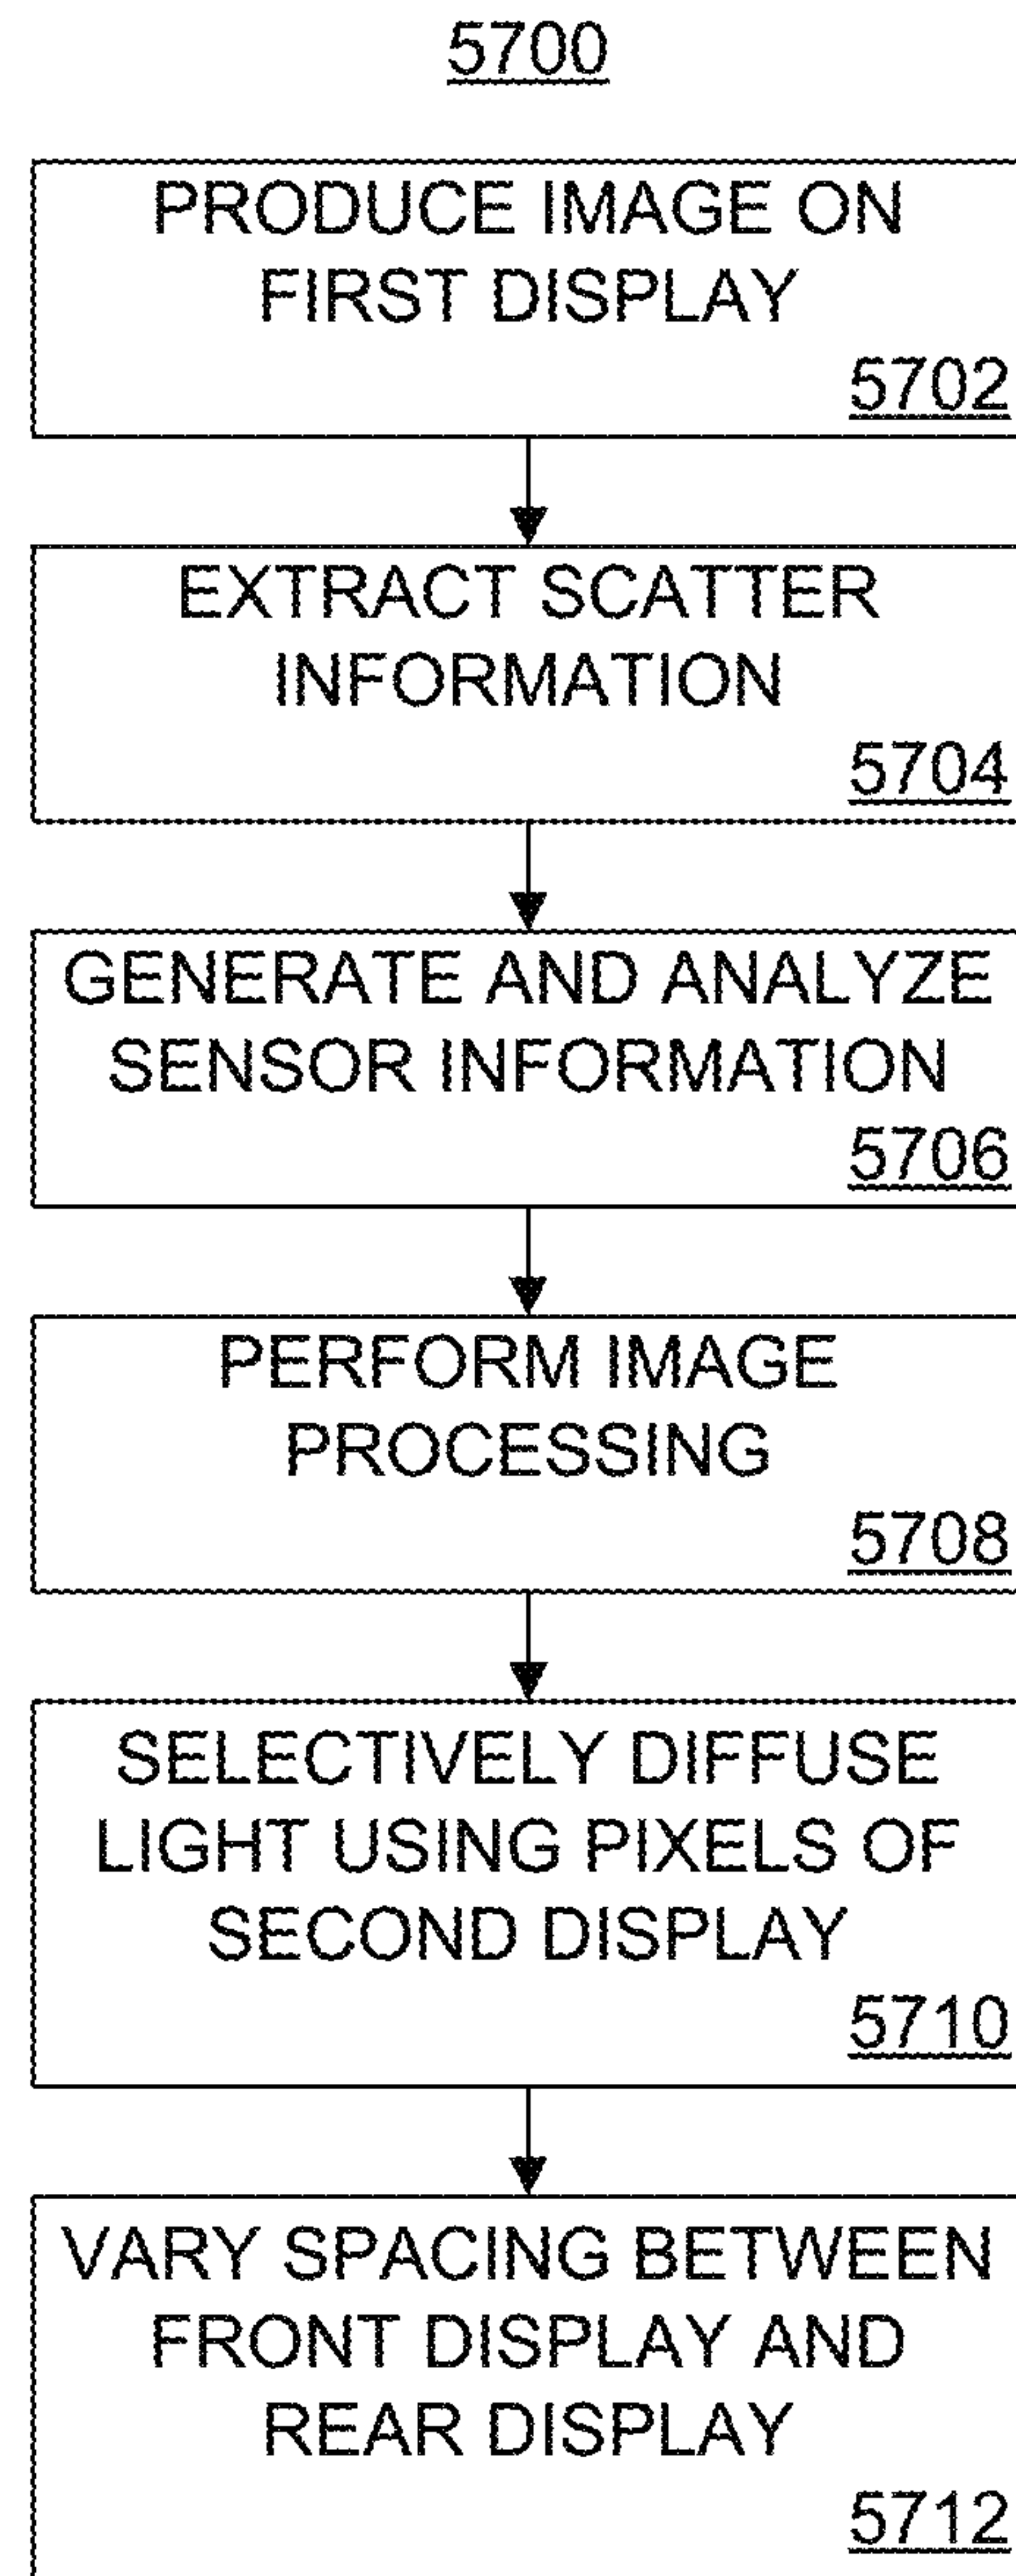 5700
PRODUCE IMAGE ON
FIRST DISPLAY
5702
EXTRACT SCATTER
INFORMATION
5704
GENERATE AND ANALYZE
SENSOR INFORMATION
5706
PERFORM IMAGE
PROCESSING
5708
SELECTIVELY DIFFUSE
LIGHT USING PIXELS OF
SECOND DISPLAY
5710
VARY SPACING BETWEEN
FRONT DISPLAY AND
REAR DISPLAY
5712